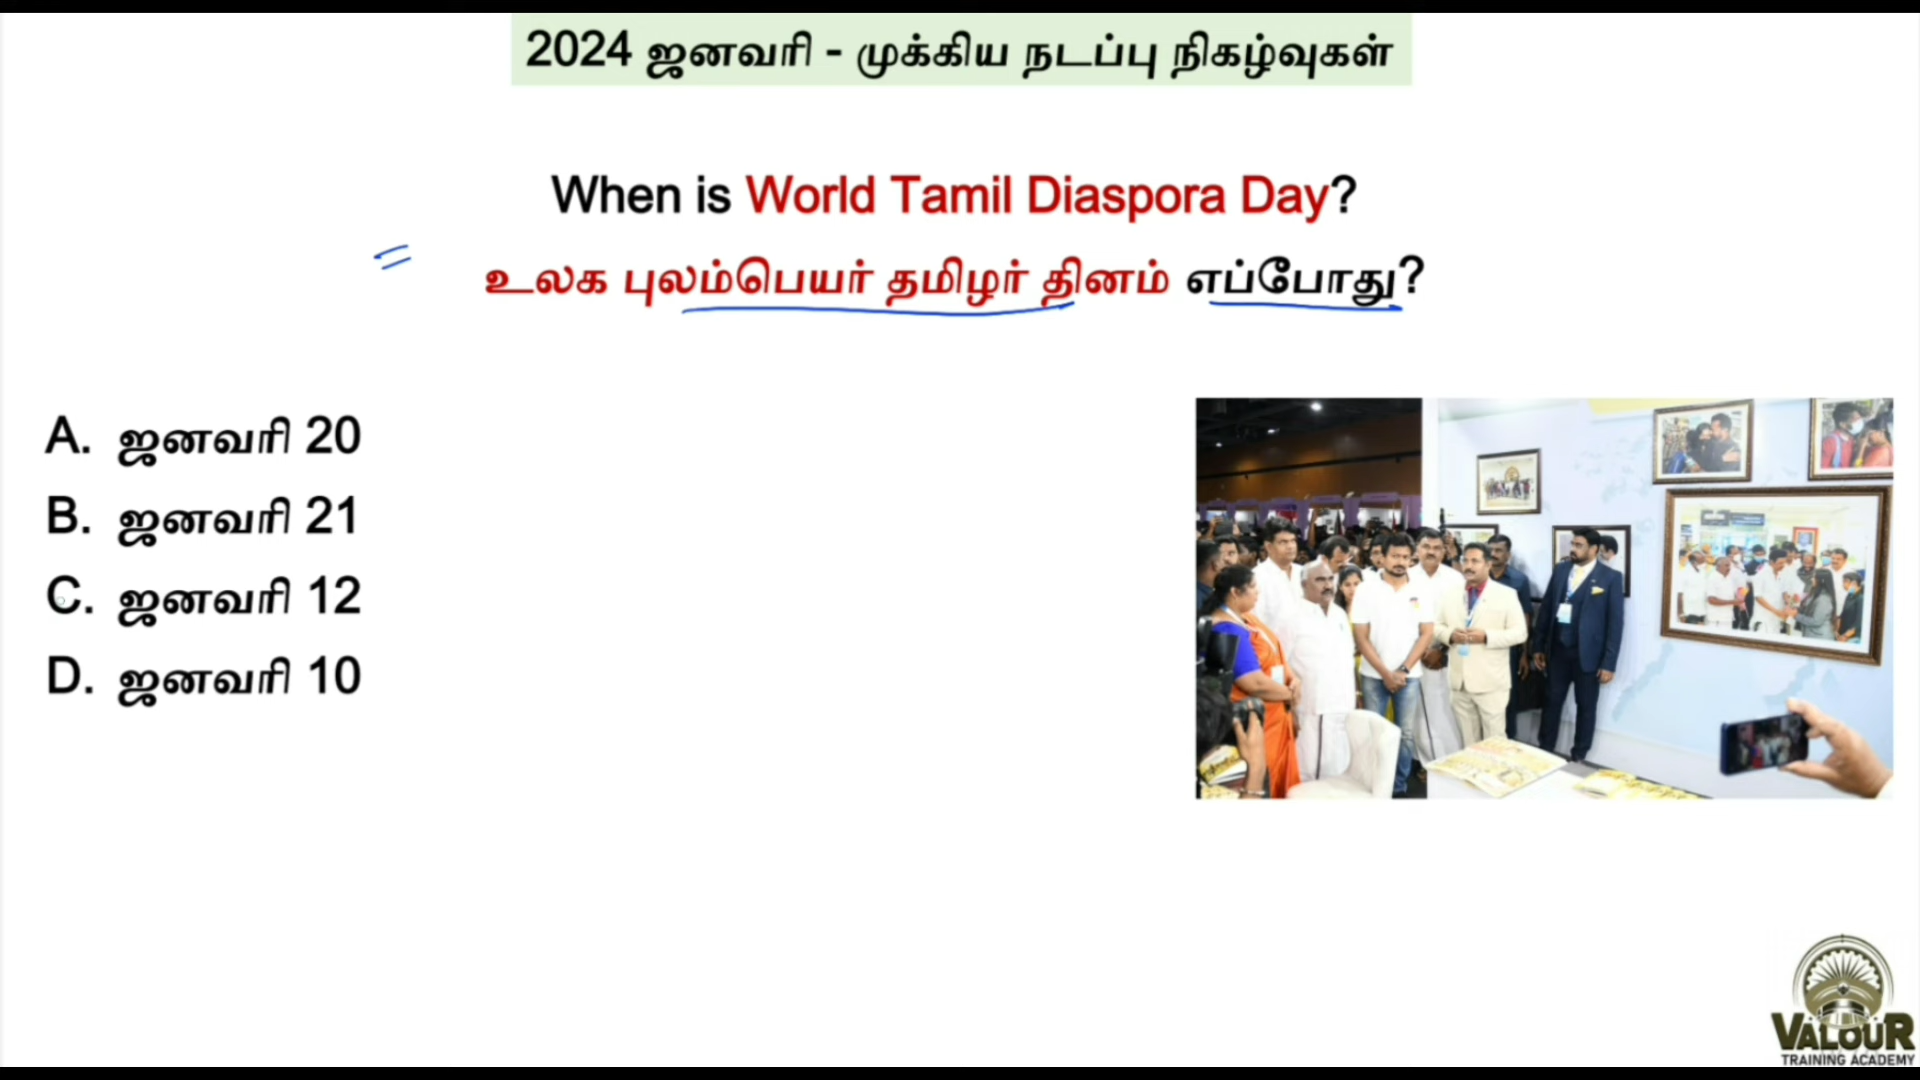 2024 ஜனவரி - முக்கிய நடப்பு நிகழ்வுகள்
When is World Tamil Diaspora Day?
உலக புலம்பெயர் தமிழர் தினம் எப்போது?
A. ஜனவரி 20
B. ஜனவரி 21
C. ஜனவரி 12
D. ஜனவரி 10
VALOUR
TRAINING ACADEMY